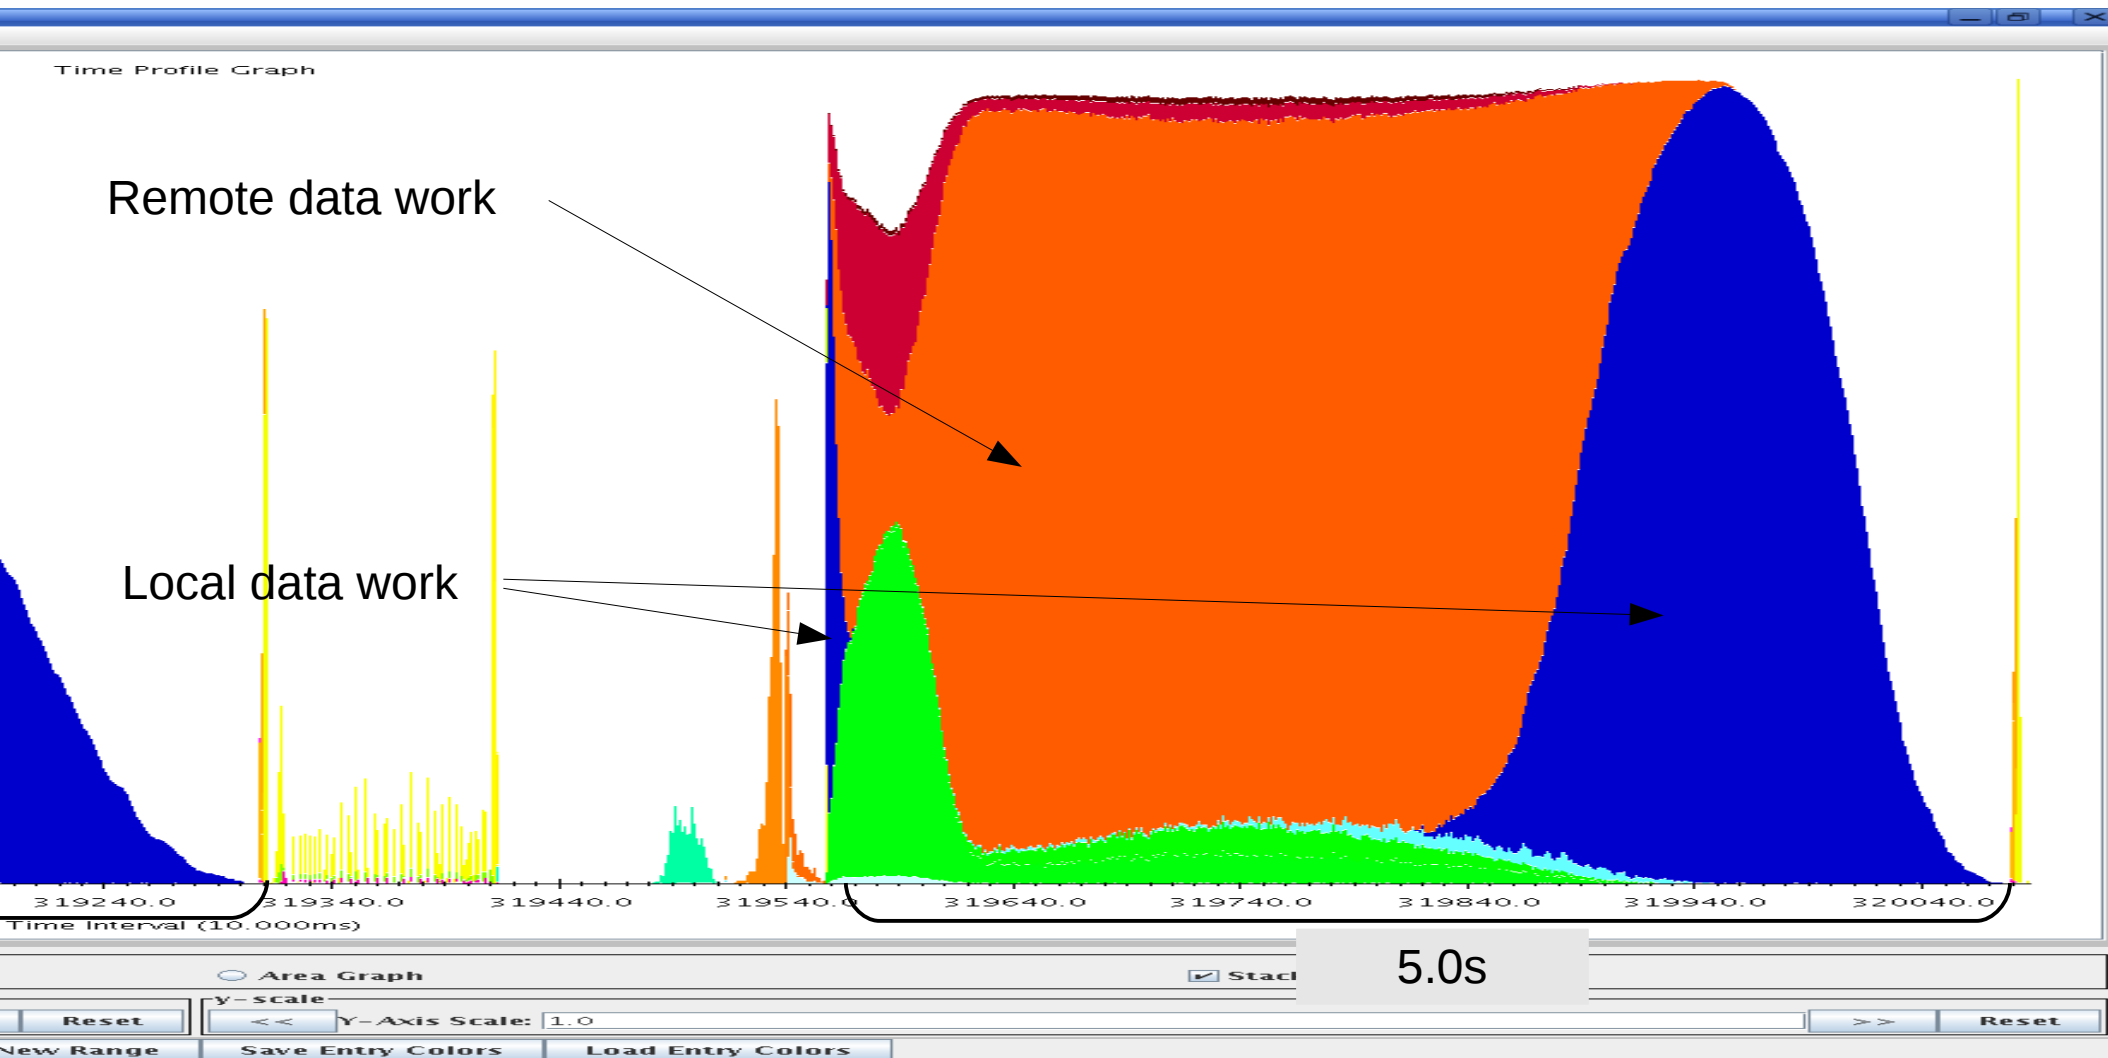 Time Profile Graph
Remote data work
Local data work
319240.0 319340.0 319440.0 319540.0 319640.0 319740.0 319840.0 319940.0 320040.0
Time Interval (10.000ms)
5.0s
Area Graph
y-scale
Reset << Y-Axis Scale: 1.0 >> Reset
New Range Save Entry Colors Load Entry Colors